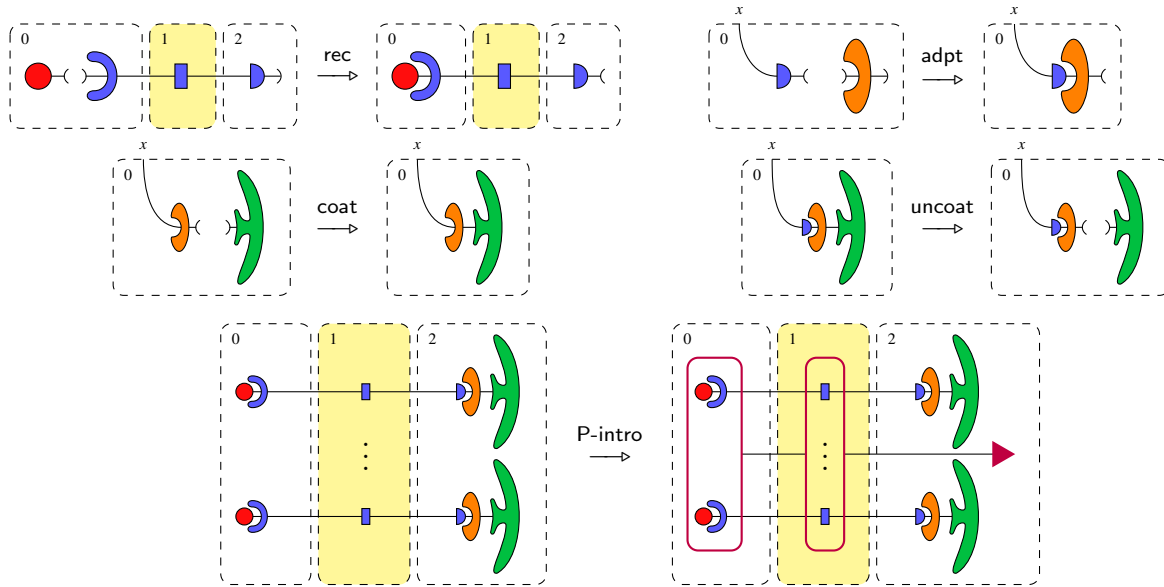 0 1 2 rec 0 1 2
x 0 adpt x 0
x 0 coat x 0
x 0 uncoat x 0
0 1 2 P-intro 0 1 2